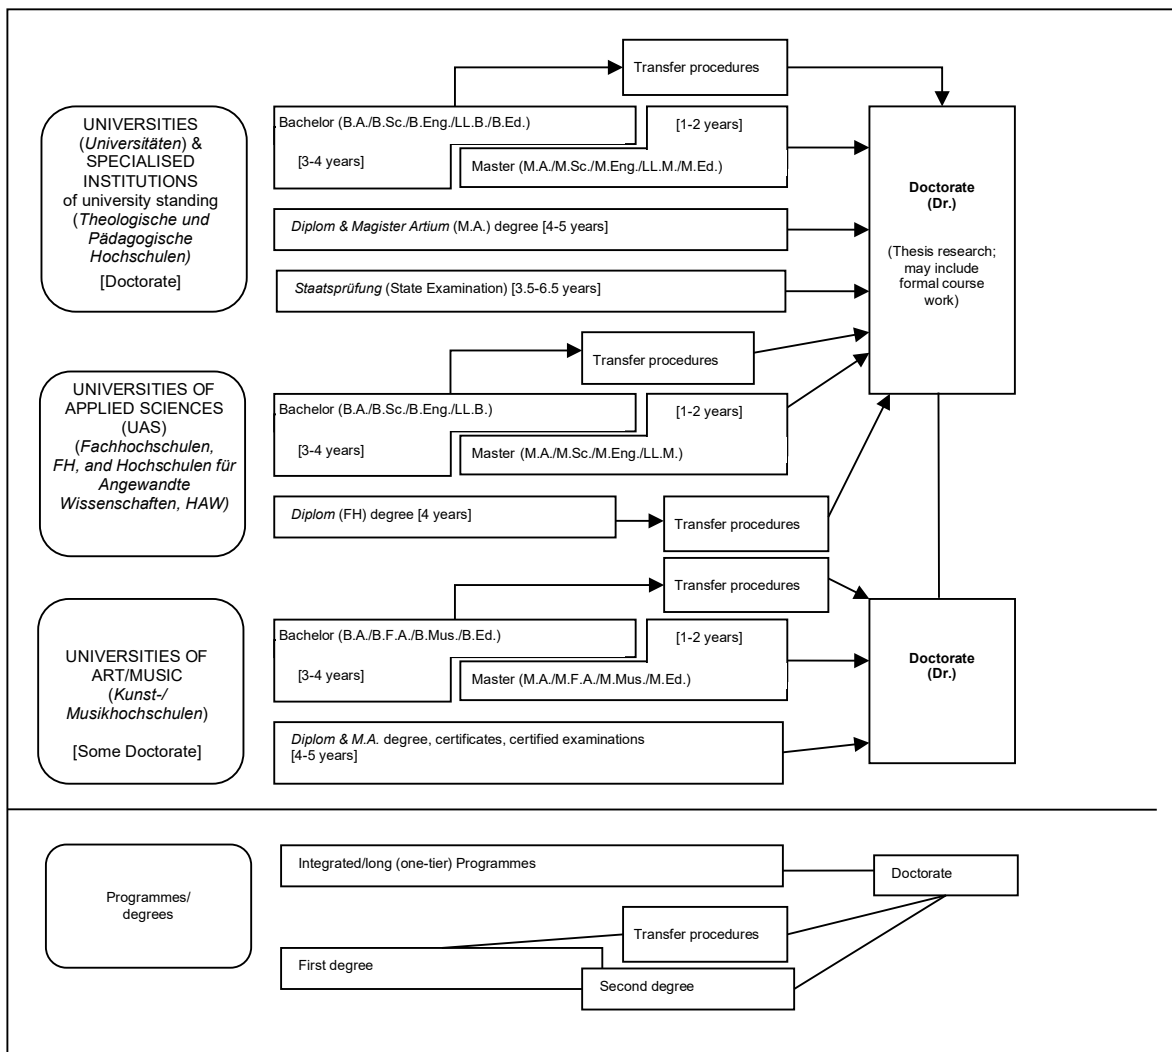 Transfer procedures
UNIVERSITIES
(Universitäten) &
SPECIALISED
INSTITUTIONS
of university standing
(Theologische und
Pädagogische
Hochschulen)
[Doctorate]
Bachelor (B.A./B.Sc./B.Eng./LL.B./B.Ed.)
[3-4 years]
[1-2 years]
Master (M.A./M.Sc./M.Eng./LL.M./M.Ed.)
Diplom & Magister Artium (M.A.) degree [4-5 years]
Staatsprüfung (State Examination) [3.5-6.5 years]
Doctorate
(Dr.)
(Thesis research;
may include
formal course
work)
Transfer procedures
UNIVERSITIES OF
APPLIED SCIENCES
(UAS)
(Fachhochschulen,
FH, and Hochschulen für
Angewandte
Wissenschaften, HAW)
Bachelor (B.A./B.Sc./B.Eng./LL.B.)
[3-4 years]
[1-2 years]
Master (M.A./M.Sc./M.Eng./LL.M.)
Diplom (FH) degree [4 years]
Transfer procedures
Transfer procedures
UNIVERSITIES OF
ART/MUSIC
(Kunst-/
Musikhochschulen)
[Some Doctorate]
Bachelor (B.A./B.F.A./B.Mus./B.Ed.)
[3-4 years]
[1-2 years]
Master (M.A./M.F.A./M.Mus./M.Ed.)
Diplom & M.A. degree, certificates, certified examinations
[4-5 years]
Doctorate
(Dr.)
Programmes/
degrees
Integrated/long (one-tier) Programmes
Doctorate
Transfer procedures
First degree
Second degree